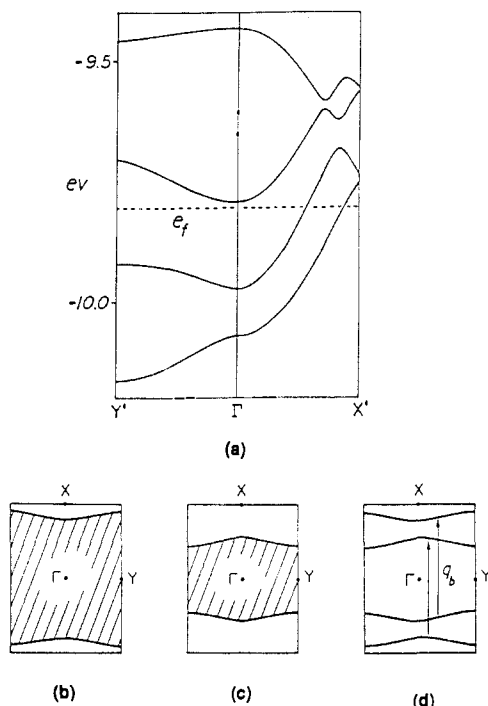 -9.5
eV
e_f
-10.0
Y' Γ X'
(a)
X X X
Γ Y Γ Y Γ q_b Y
(b) (c) (d)